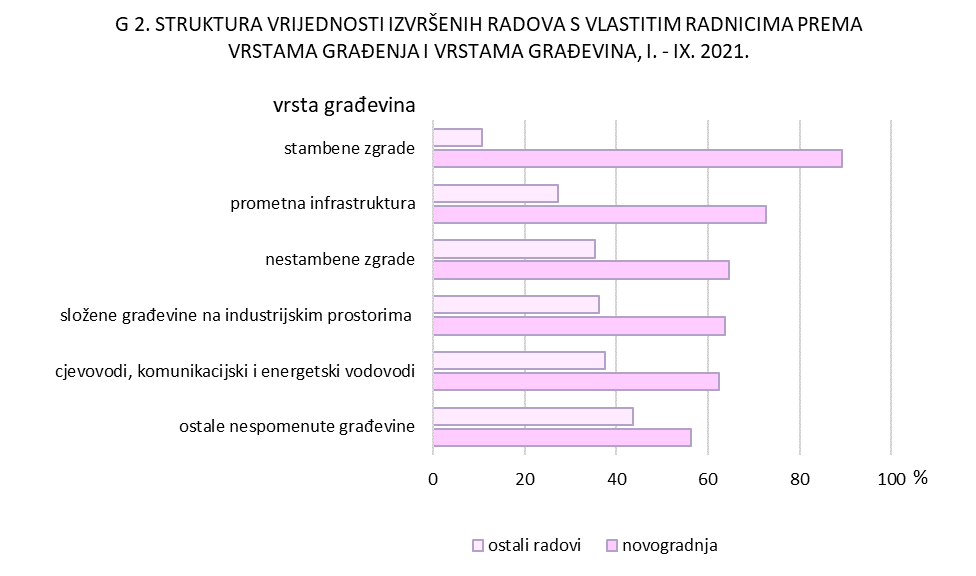 G 2. STRUKTURA VRIJEDNOSTI IZVRŠENIH RADOVA S VLASTITIM RADNICIMA PREMA
VRSTAMA GRAĐENJA I VRSTAMA GRAĐEVINA, I. - IX. 2021.
vrsta građevina
stambene zgrade
prometna infrastruktura
nestambene zgrade
složene građevine na industrijskim prostorima
cjevovodi, komunikacijski i energetski vodovodi
ostale nespomenute građevine
0 20 40 60 80 100 %
ostali radovi novogradnja